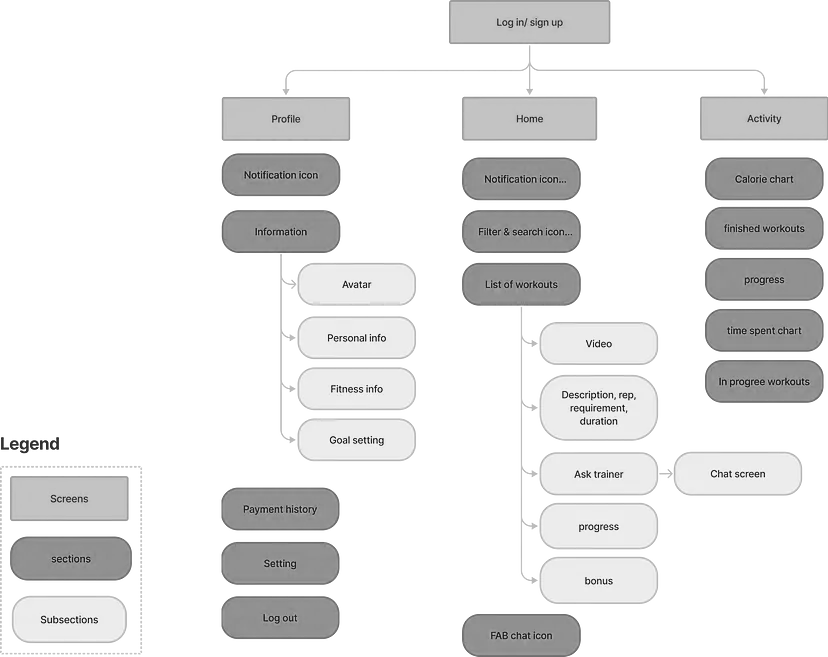 Log in/ sign up
Profile
Home
Activity
Notification icon
Information
Avatar
Personal info
Fitness info
Goal setting
Payment history
Setting
Log out
Notification icon...
Filter & search icon...
List of workouts
Video
Description, rep,
requirement,
duration
Ask trainer
Chat screen
progress
bonus
FAB chat icon
Calorie chart
finished workouts
progress
time spent chart
In progree workouts
Legend
Screens
sections
Subsections